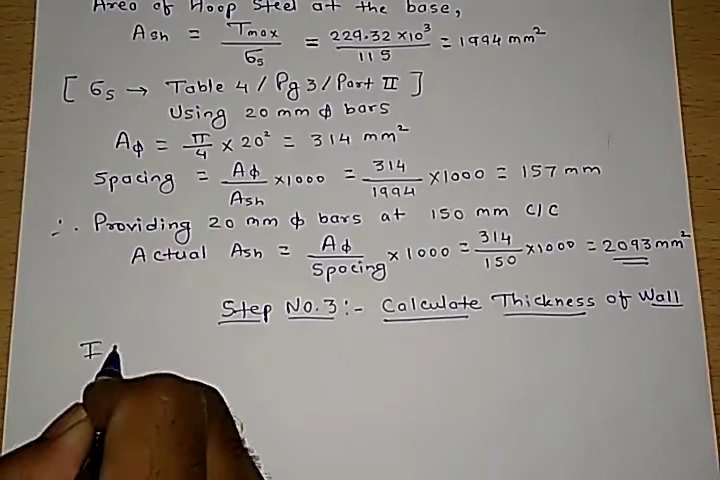 Area of Hoop Steel at the base,
Ash = Tmax / σs = 229.32 × 10³ / 115 = 1994 mm²
[ σs → Table 4 / Pg 3 / Part II ]
Using 20 mm ϕ bars
Aϕ = π/4 × 20² = 314 mm²
Spacing = Aϕ / Ash × 1000 = 314 / 1994 × 1000 = 157 mm
∴ Providing 20 mm ϕ bars at 150 mm c/c
Actual Ash = Aϕ / Spacing × 1000 = 314 / 150 × 1000 = 2093 mm²
Step No. 3 :- Calculate Thickness of Wall
I